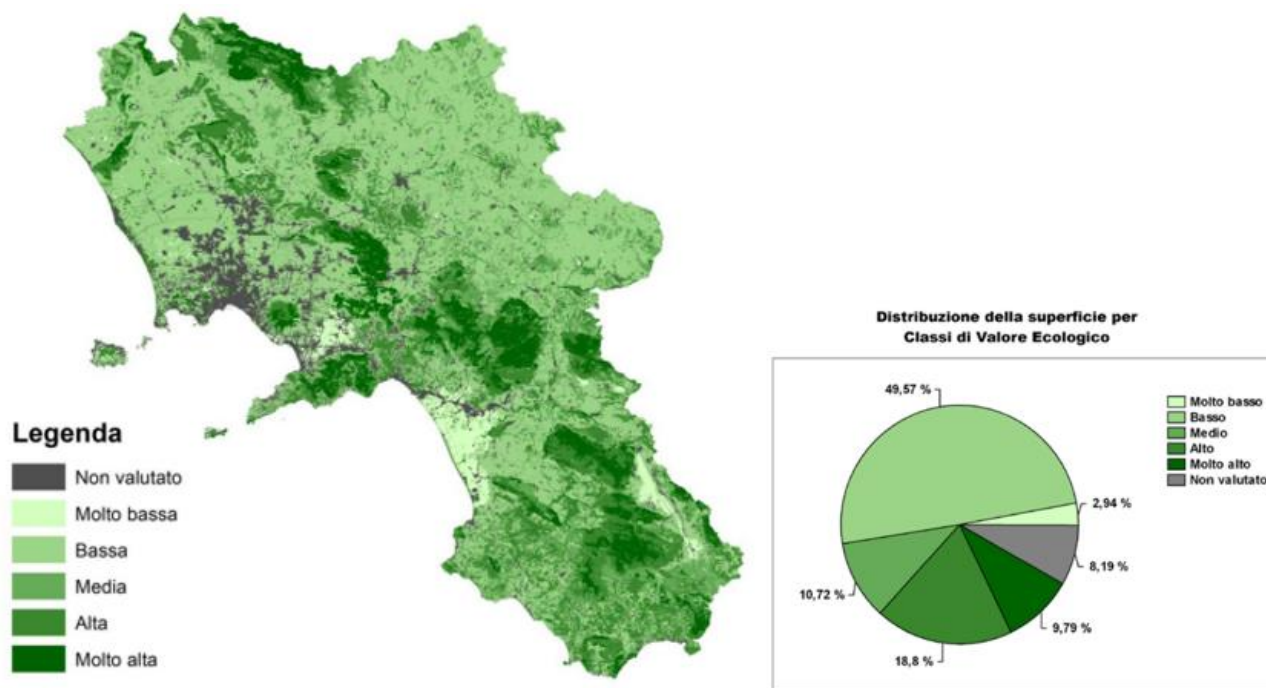 Legenda
Non valutato
Molto bassa
Bassa
Media
Alta
Molto alta
Distribuzione della superficie per
Classi di Valore Ecologico
49,57 %
2,94 %
8,19 %
9,79 %
18,8 %
10,72 %
Molto basso
Basso
Medio
Alto
Molto alto
Non valutato